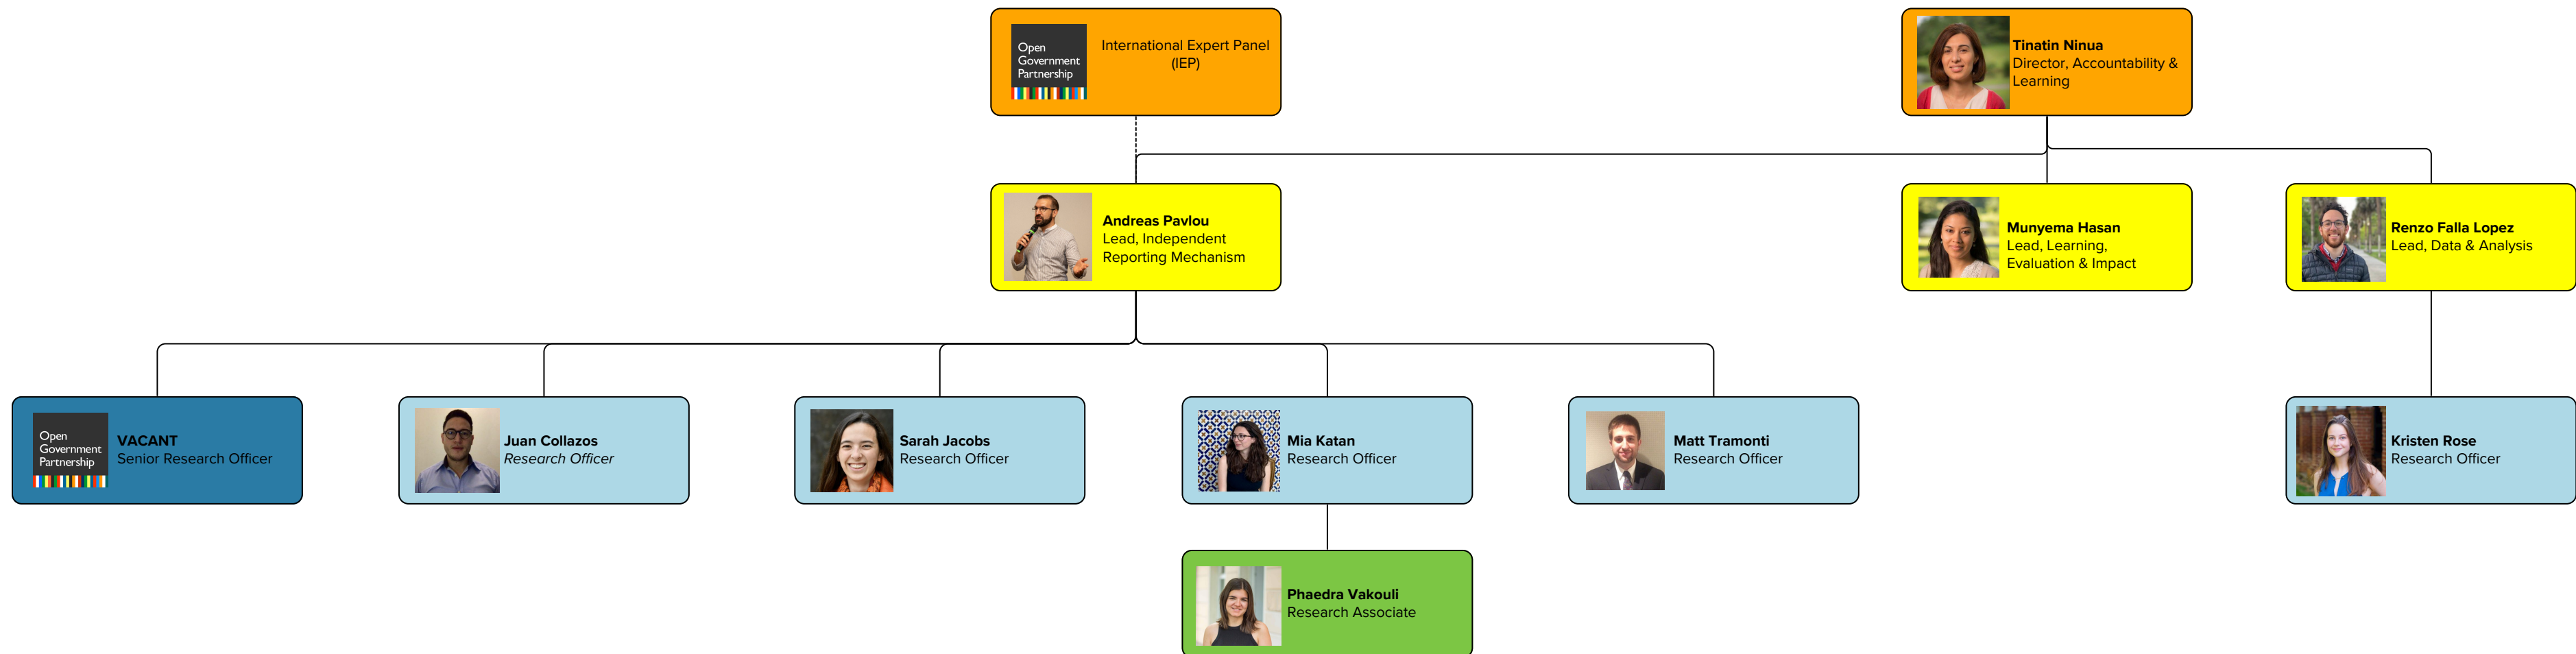 Open
Government
Partnership
International Expert Panel
(IEP)
Tinatin Ninua
Director, Accountability &
Learning
Andreas Pavlou
Lead, Independent
Reporting Mechanism
Munyema Hasan
Lead, Learning,
Evaluation & Impact
Renzo Falla Lopez
Lead, Data & Analysis
Open
Government
Partnership
VACANT
Senior Research Officer
Juan Collazos
Research Officer
Sarah Jacobs
Research Officer
Mia Katan
Research Officer
Matt Tramonti
Research Officer
Kristen Rose
Research Officer
Phaedra Vakouli
Research Associate